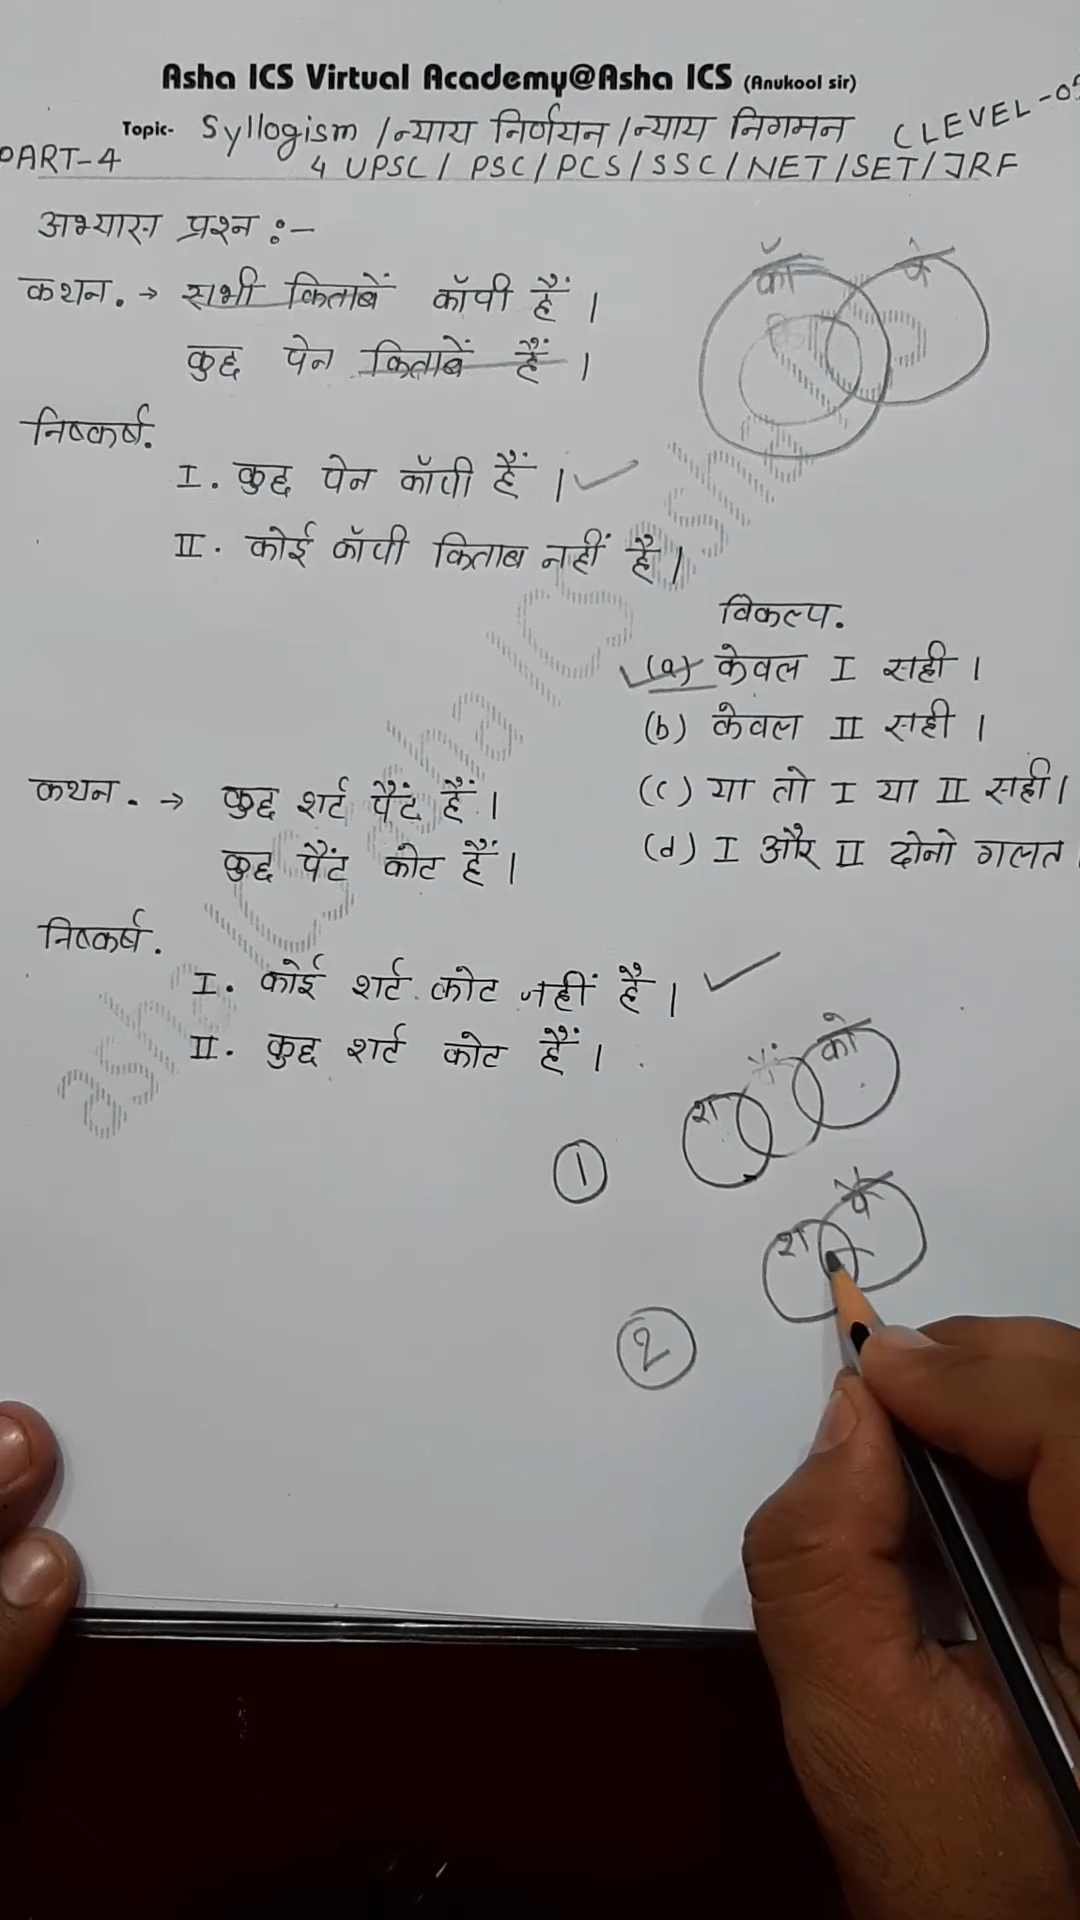 Asha ICS Virtual Academy@Asha ICS (Anukool sir)
Topic- Syllogism / न्याय निर्णयन / न्याय निगमन (LEVEL-05
PART-4 4 UPSC / PSC / PCS / SSC / NET / SET / JRF
अभ्यास प्रश्न :-
कथन. → सभी किताबें कॉपी हैं ।
कुछ पेन किताबें हैं ।
कॉ पे
कि
निष्कर्ष.
I. कुछ पेन कॉपी हैं ।
II. कोई कॉपी किताब नहीं है ।
विकल्प.
(a) केवल I सही ।
(b) केवल II सही ।
(c) या तो I या II सही ।
(d) I और II दोनो गलत ।
कथन. → कुछ शर्ट पैंट हैं ।
कुछ पैंट कोट हैं ।
निष्कर्ष.
I. कोई शर्ट कोट नहीं है ।
II. कुछ शर्ट कोट हैं ।
श पैं को
1
श पैं
2